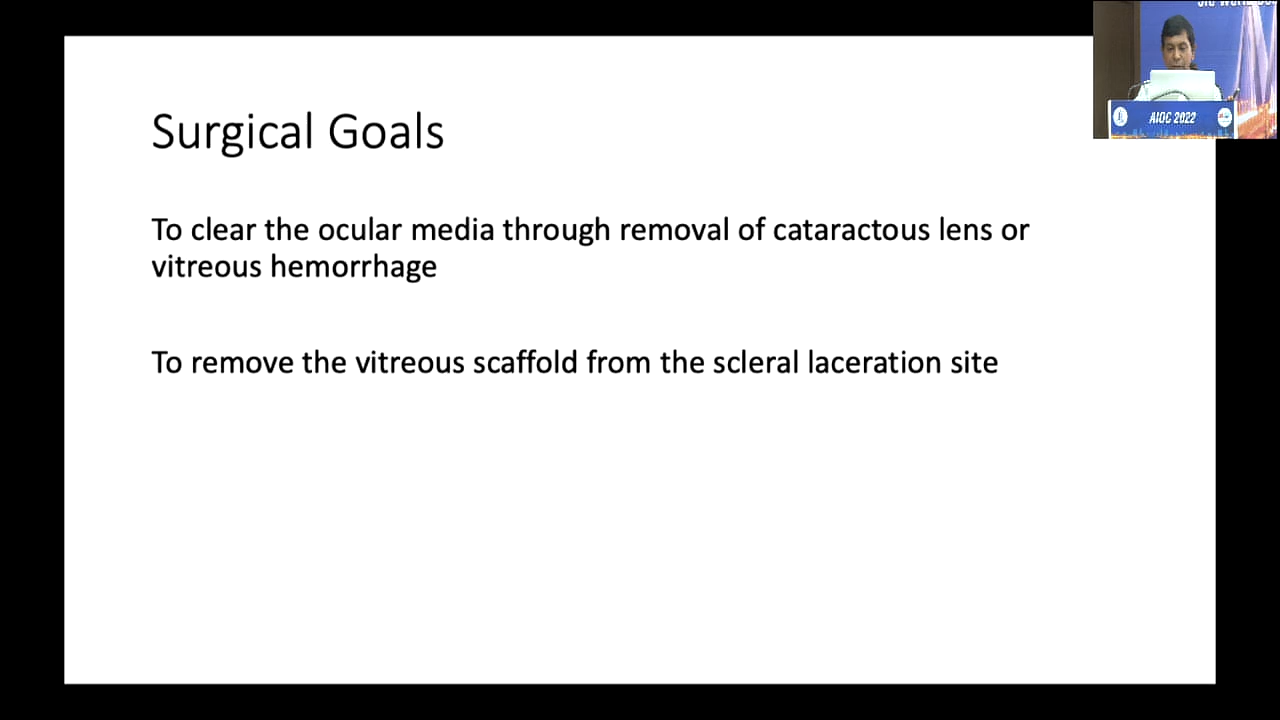 Surgical Goals
To clear the ocular media through removal of cataractous lens or
vitreous hemorrhage
To remove the vitreous scaffold from the scleral laceration site
AIOC 2022